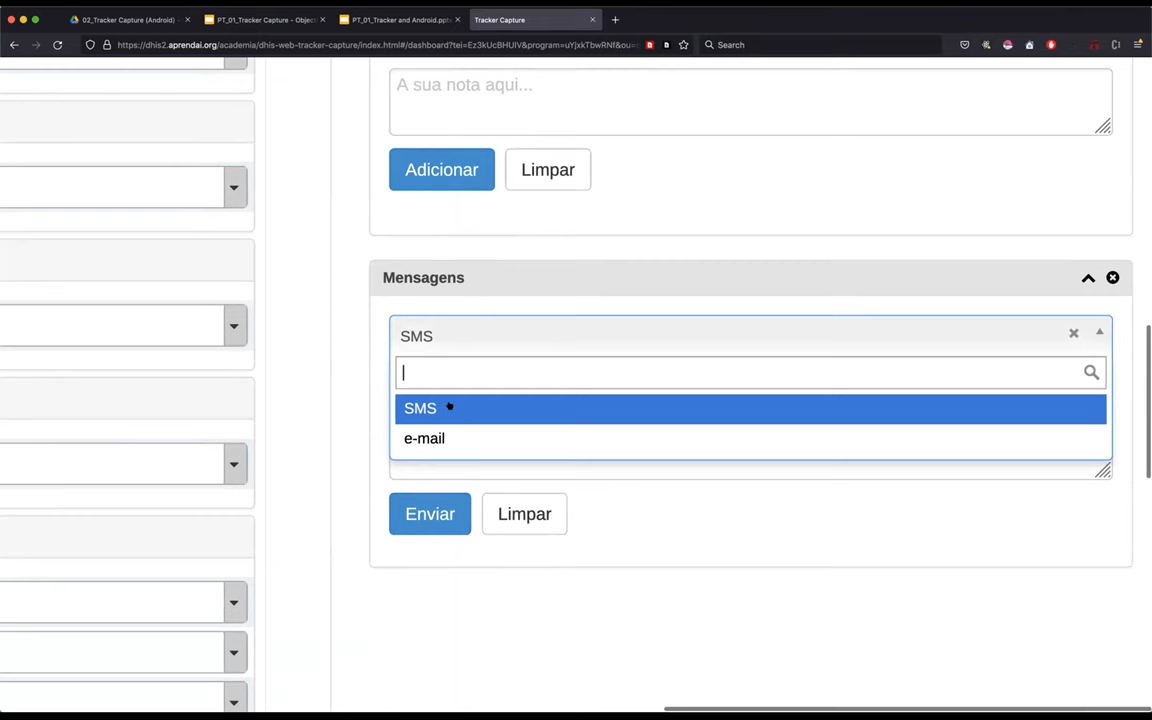 02_Tracker Capture (Android)
PT_01_Tracker Capture - Object
PT_01_Tracker and Android.ppt
Tracker Capture
https://dhis2.aprendai.org/academia/dhis-web-tracker-capture/index.html#/dashboard?tei=Ez3kUcBHUIV&program=uYjxkTbwRNf&ou=
Search
A sua nota aqui...
Adicionar
Limpar
Mensagens
SMS
SMS
e-mail
Enviar
Limpar